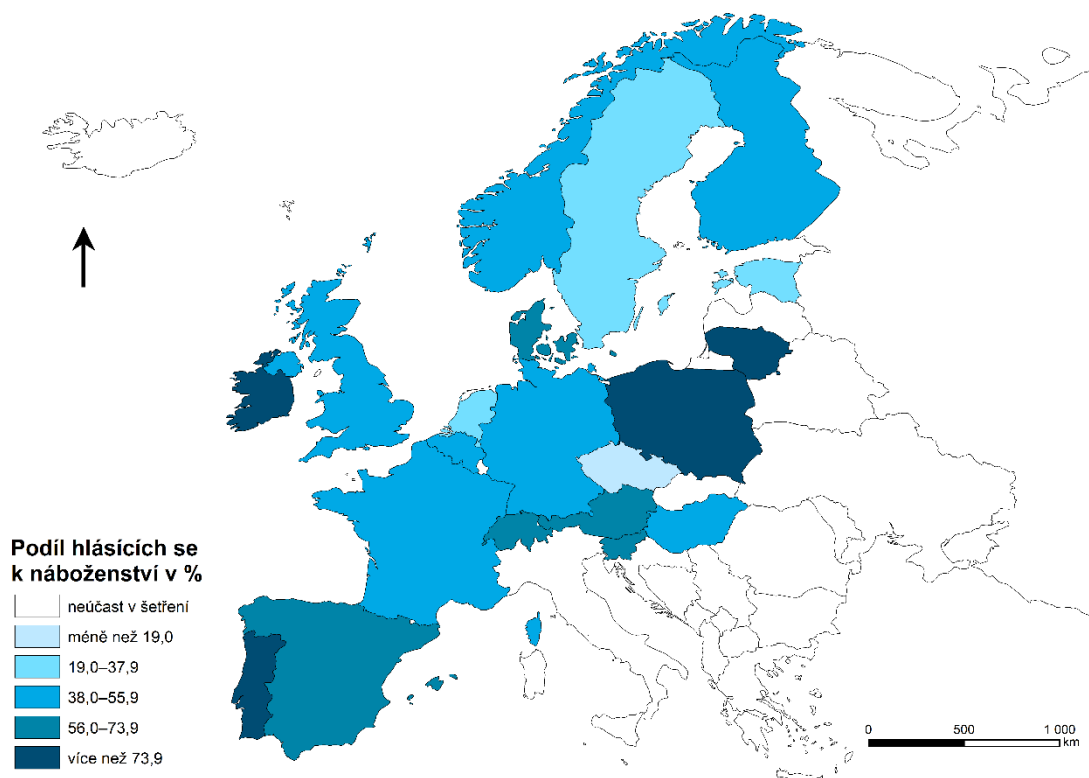 Podíl hlásících se
k náboženství v %
neúčast v šetření
méně než 19,0
19,0–37,9
38,0–55,9
56,0–73,9
více než 73,9
0 500 1 000
km